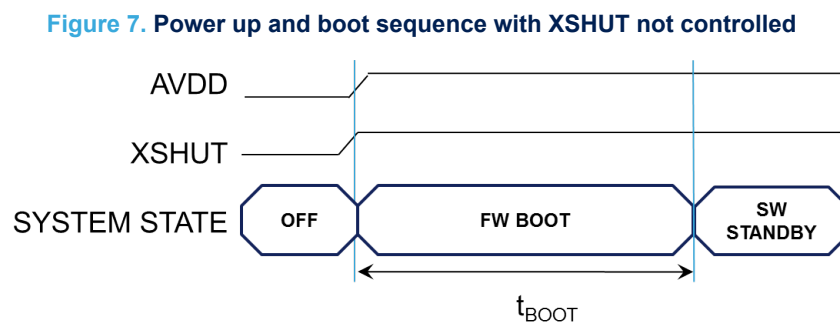 Figure 7. Power up and boot sequence with XSHUT not controlled
AVDD
XSHUT
SYSTEM STATE
OFF
FW BOOT
SW
STANDBY
tBOOT